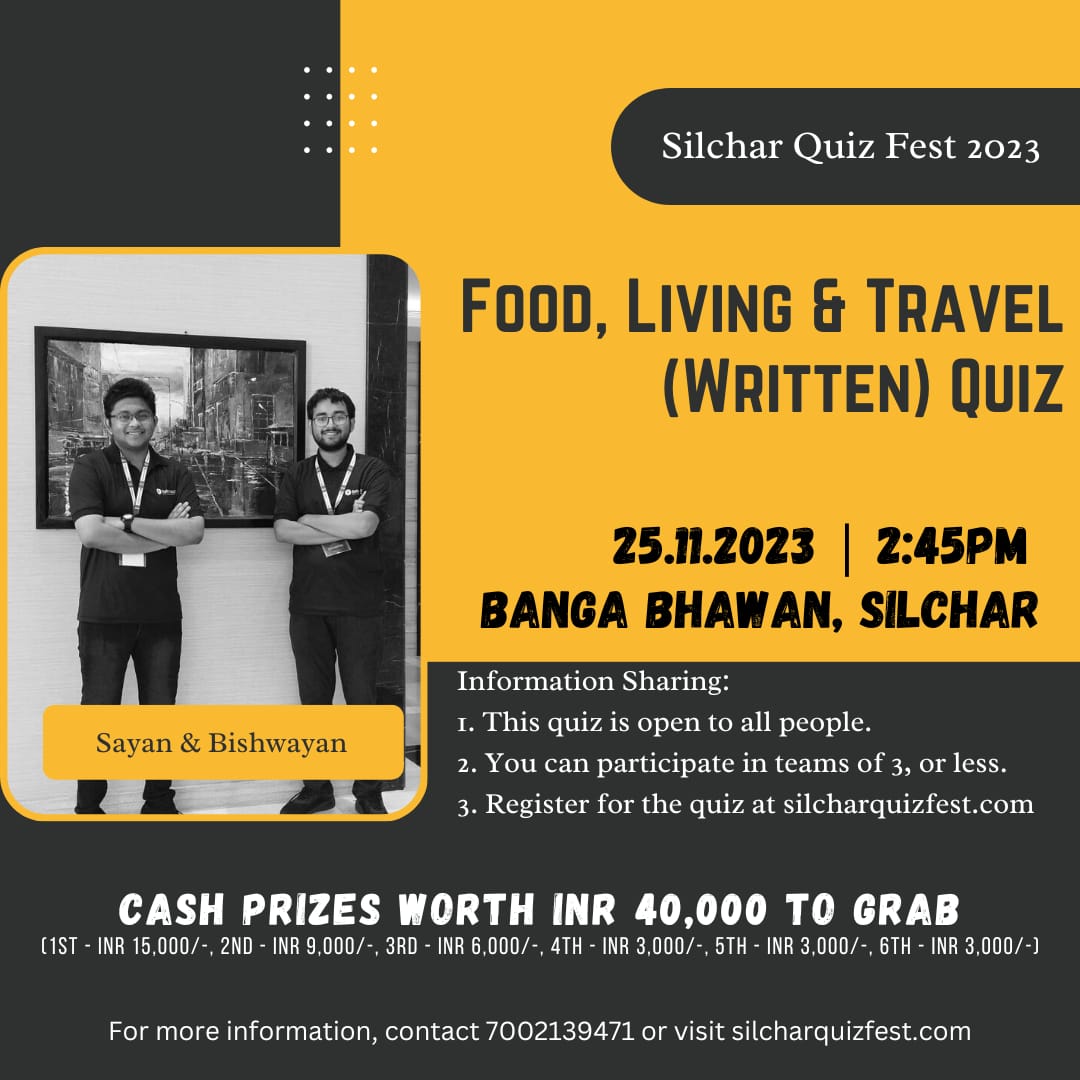 Silchar Quiz Fest 2023
Food, Living & Travel
(Written) Quiz
25.11.2023 | 2:45PM
BANGA BHAWAN, SILCHAR
Sayan & Bishwayan
Information Sharing:
1. This quiz is open to all people.
2. You can participate in teams of 3, or less.
3. Register for the quiz at silcharquizfest.com
CASH PRIZES WORTH INR 40,000 TO GRAB
(1ST - INR 15,000/-, 2ND - INR 9,000/-, 3RD - INR 6,000/-, 4TH - INR 3,000/-, 5TH - INR 3,000/-, 6TH - INR 3,000/-)
For more information, contact 7002139471 or visit silcharquizfest.com